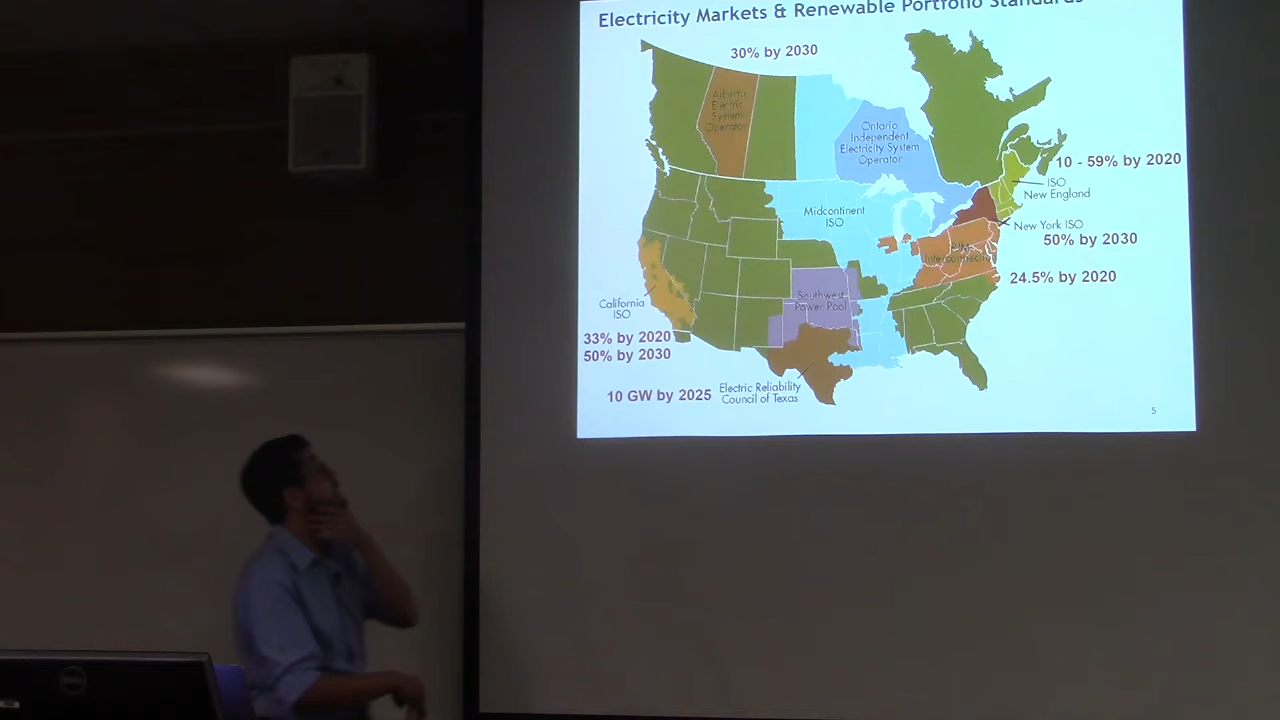 Electricity Markets & Renewable Portfolio Standards
30% by 2030
Alberta
Electric
System
Operator
Ontario
Independent
Electricity System
Operator
10 - 59% by 2020
ISO
New England
Midcontinent
ISO
New York ISO
50% by 2030
PJM
Interconnection
24.5% by 2020
Southwest
Power Pool
California
ISO
33% by 2020
50% by 2030
10 GW by 2025
Electric Reliability
Council of Texas
5
DELL